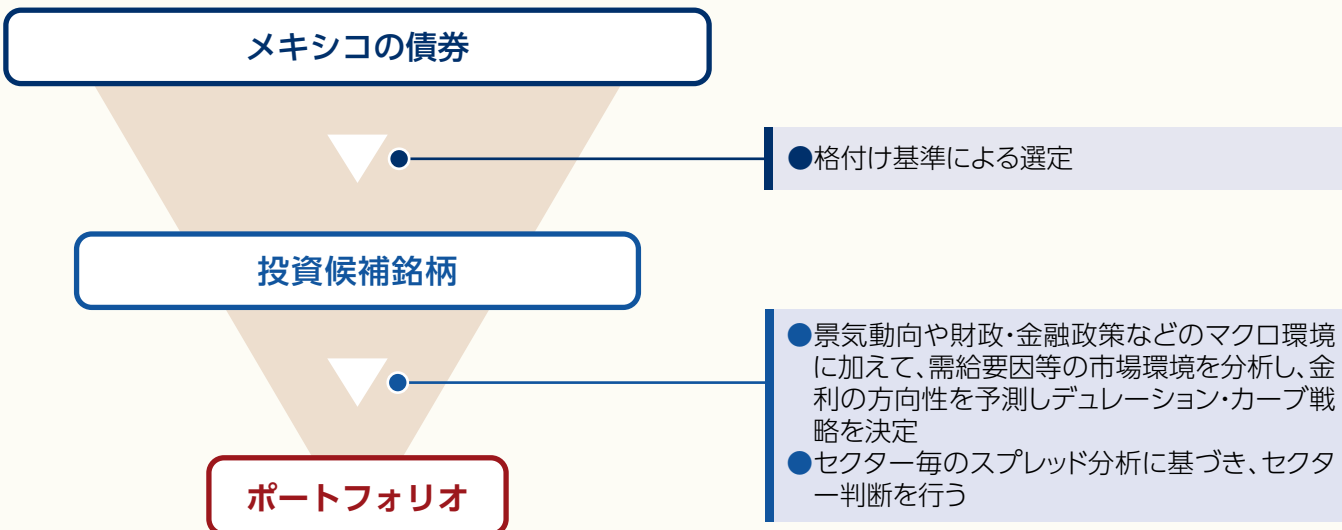 メキシコの債券
●格付け基準による選定
投資候補銘柄
●景気動向や財政・金融政策などのマクロ環境
に加えて、需給要因等の市場環境を分析し、金
利の方向性を予測しデュレーション・カーブ戦
略を決定
●セクター毎のスプレッド分析に基づき、セクタ
ー判断を行う
ポートフォリオ